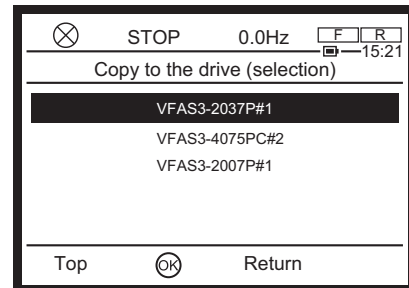 STOP 0.0Hz F R
15:21
Copy to the drive (selection)
VFAS3-2037P#1
VFAS3-4075PC#2
VFAS3-2007P#1
Top OK Return